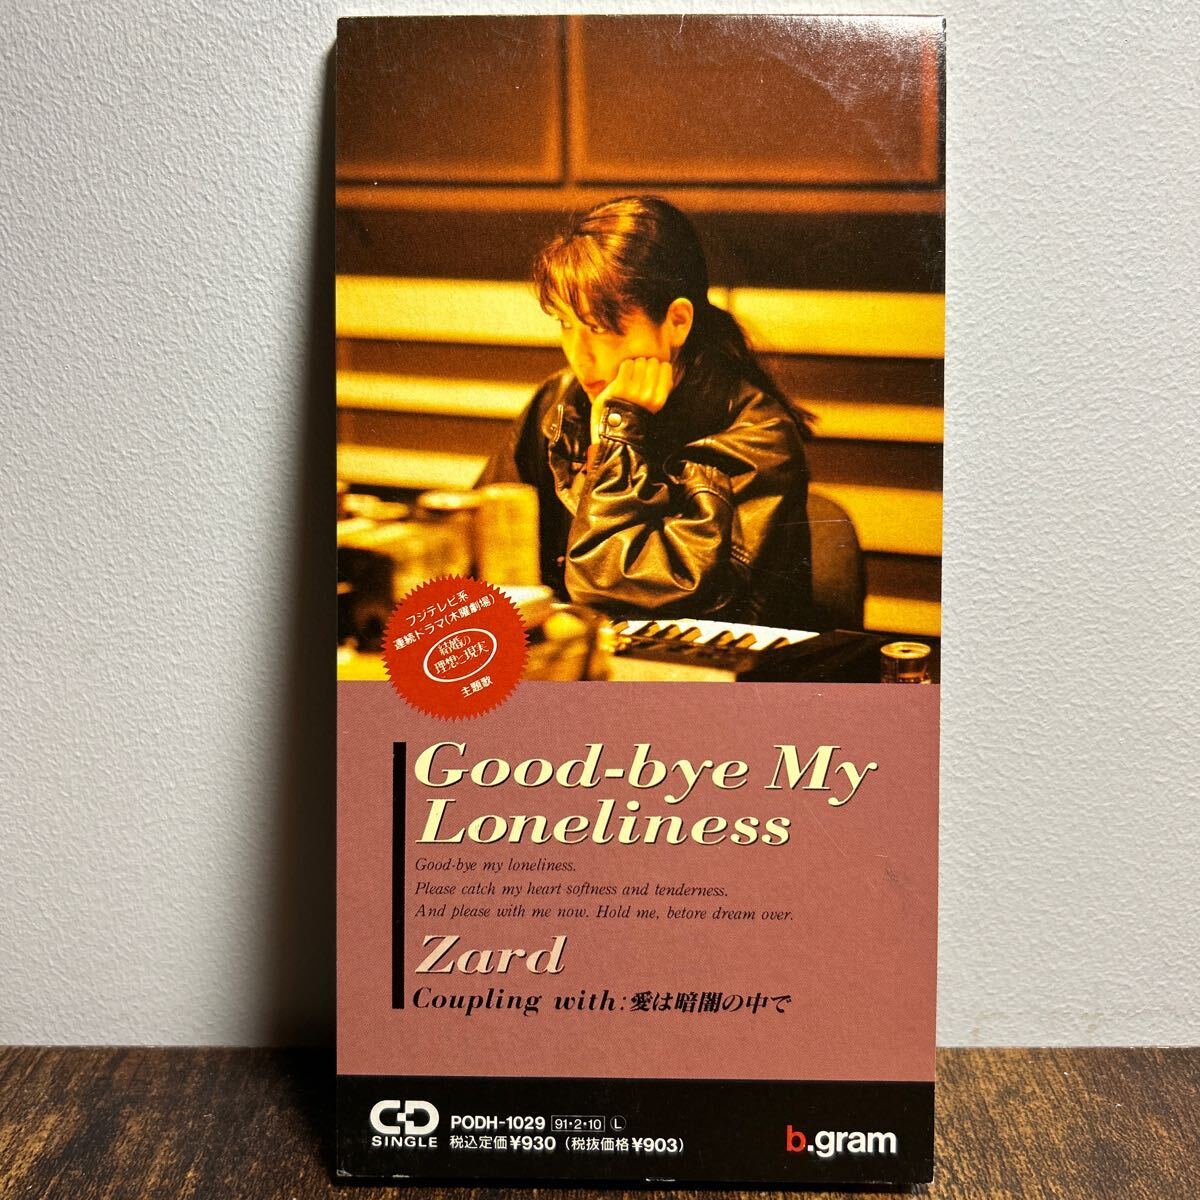 フジテレビ系
連続ドラマ(木曜劇場)
結婚の
理想と現実
主題歌
Good-bye My
Loneliness
Good-bye my loneliness.
Please catch my heart softness and tenderness.
And please with me now. Hold me, betore dream over.
Zard
Coupling with:愛は暗闇の中で
CD
SINGLE
PODH-1029 91・2・10 L
税込定価¥930 (税抜価格¥903)
b.gram